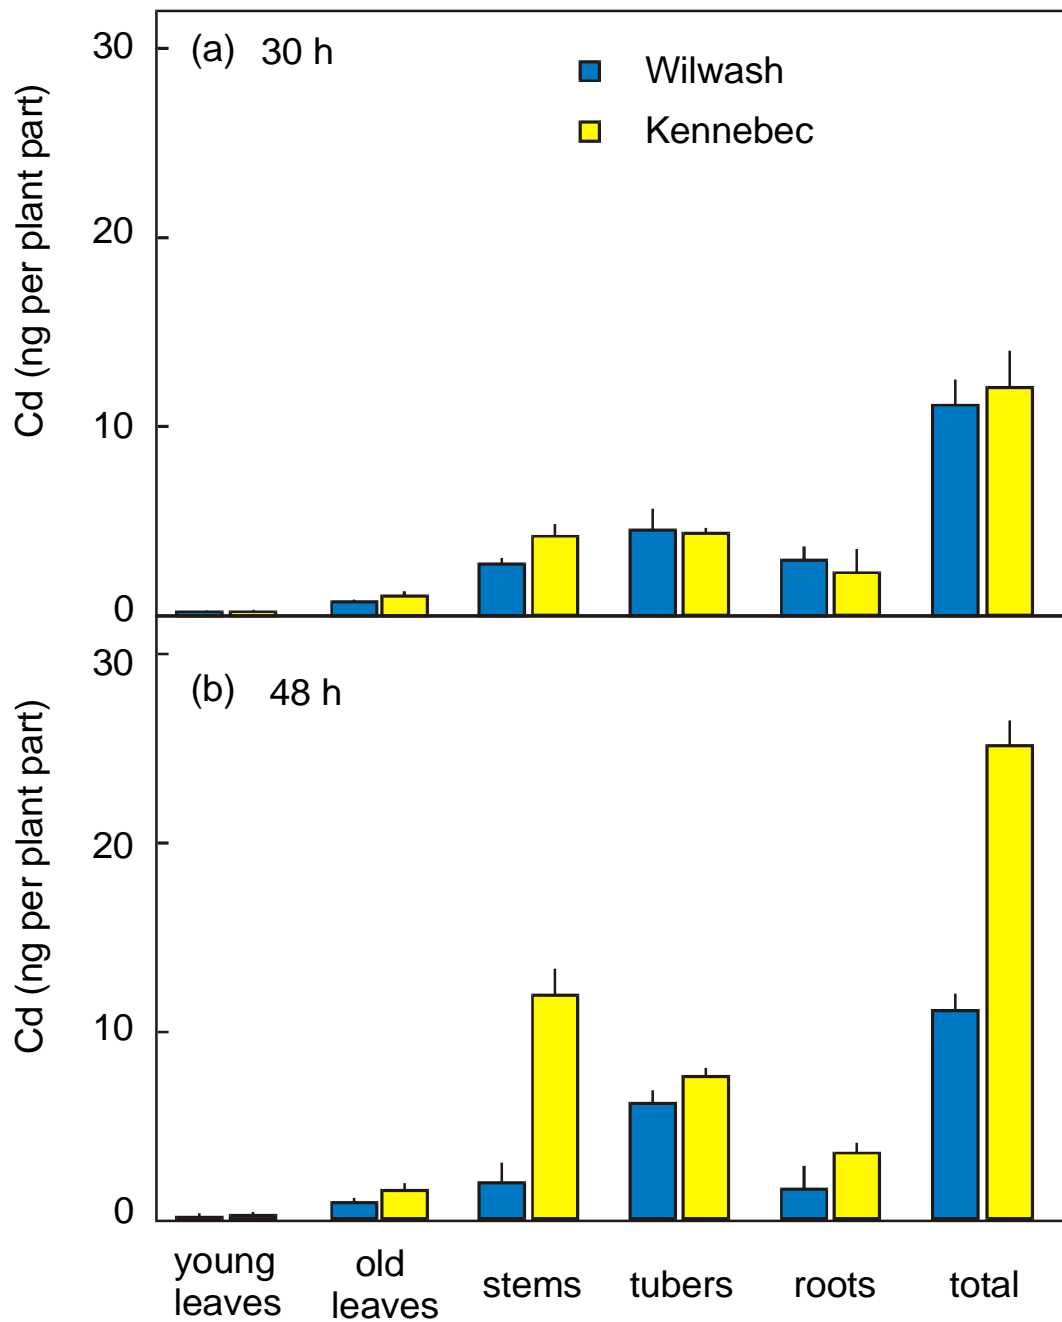 (a) 30 h
Wilwash
Kennebec
Cd (ng per plant part)
30
20
10
0
(b) 48 h
Cd (ng per plant part)
30
20
10
0
young leaves
old leaves
stems
tubers
roots
total